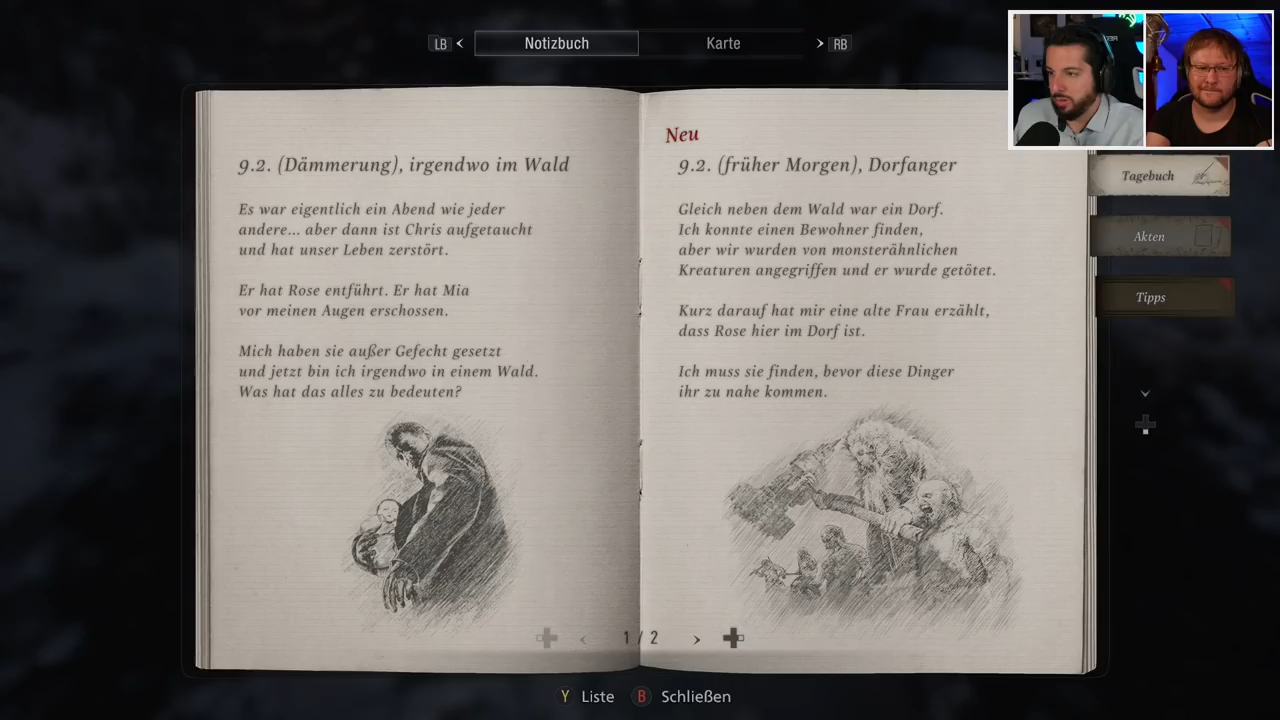 LB
Notizbuch
Karte
RB
9.2. (Dämmerung), irgendwo im Wald
Es war eigentlich ein Abend wie jeder
andere... aber dann ist Chris aufgetaucht
und hat unser Leben zerstört.
Er hat Rose entführt. Er hat Mia
vor meinen Augen erschossen.
Mich haben sie außer Gefecht gesetzt
und jetzt bin ich irgendwo in einem Wald.
Was hat das alles zu bedeuten?
Neu
9.2. (früher Morgen), Dorfanger
Gleich neben dem Wald war ein Dorf.
Ich konnte einen Bewohner finden,
aber wir wurden von monsterähnlichen
Kreaturen angegriffen und er wurde getötet.
Kurz darauf hat mir eine alte Frau erzählt,
dass Rose hier im Dorf ist.
Ich muss sie finden, bevor diese Dinger
ihr zu nahe kommen.
Tagebuch
Akten
Tipps
1 / 2
Y Liste B Schließen